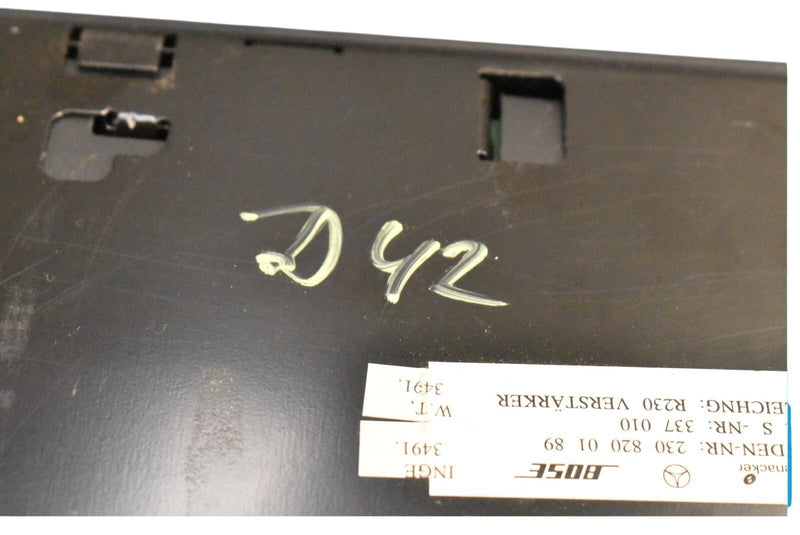 D 42
nacker BOSE
DEN-NR: 230 820 01 89
S -NR: 337 010
EICHNG: R230 VERSTÄRKER
INGE
3491.
W.T.
3491.